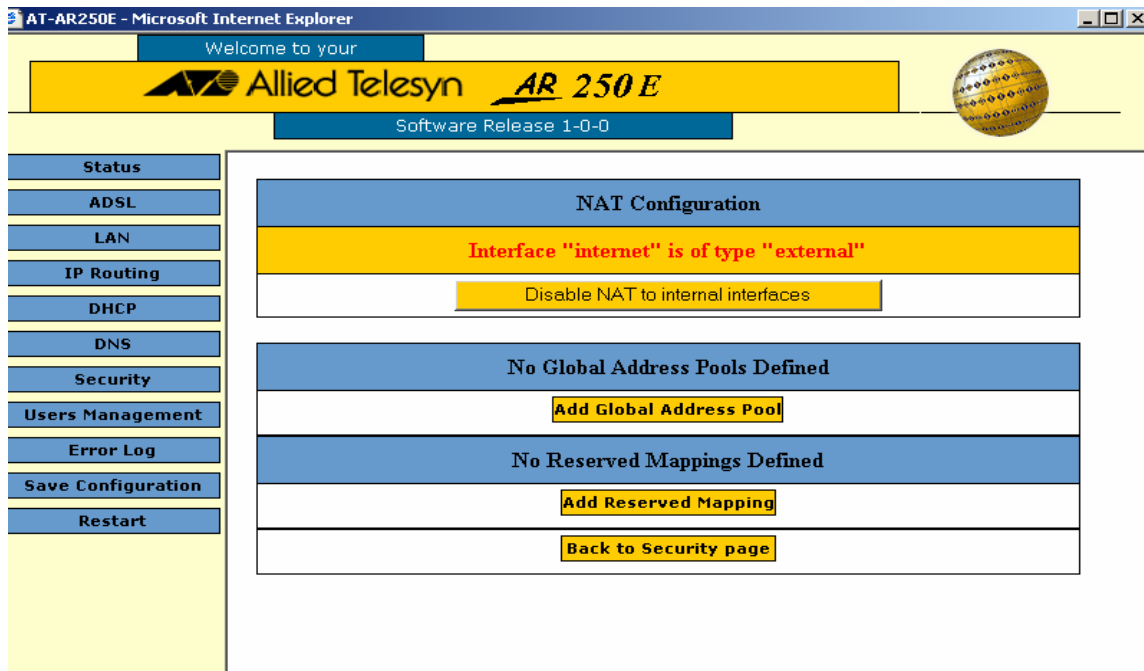 AT-AR250E - Microsoft Internet Explorer
Welcome to your
Allied Telesyn AR 250 E
Software Release 1-0-0
Status
ADSL
LAN
IP Routing
DHCP
DNS
Security
Users Management
Error Log
Save Configuration
Restart
NAT Configuration
Interface "internet" is of type "external"
Disable NAT to internal interfaces
No Global Address Pools Defined
Add Global Address Pool
No Reserved Mappings Defined
Add Reserved Mapping
Back to Security page